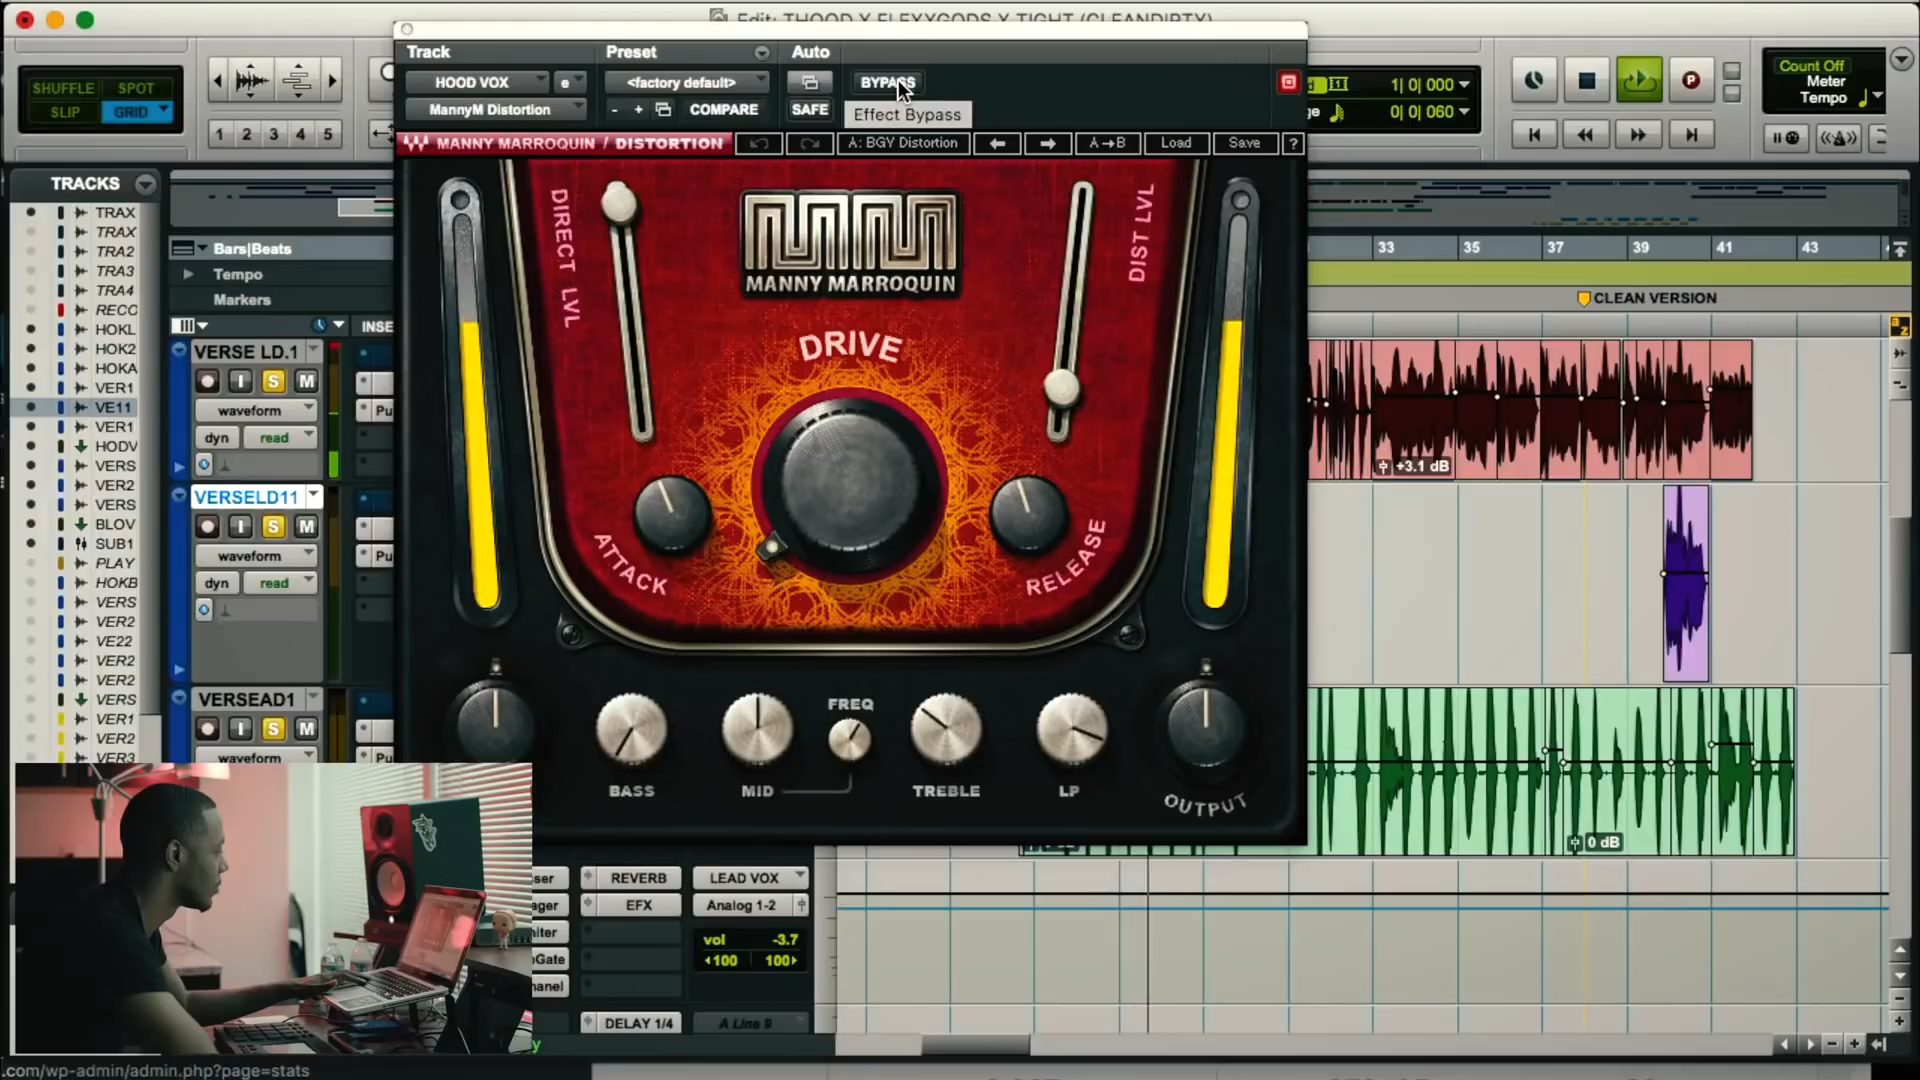 Edit: THOOD X FLEXXGODS X TIGHT (CLEANDIRTY)
Track
Preset
Auto
HOOD VOX
e
<factory default>
BYPASS
MannyM Distortion
- +
COMPARE
SAFE
Effect Bypass
SHUFFLE SPOT
SLIP GRID
1 2 3 4 5
1| 0| 000
0| 0| 060
Count Off
Meter
Tempo
MANNY MARROQUIN / DISTORTION
A: BGY Distortion
A→B
Load
Save
?
DIRECT LVL
MANNY MARROQUIN
DIST LVL
DRIVE
ATTACK
RELEASE
BASS
MID
FREQ
TREBLE
LP
OUTPUT
TRACKS
TRAX
TRAX
TRA2
TRA3
TRA4
RECO
HOKL
HOK2
HOKA
VER1
VE11
VER1
HODV
VERS
VER2
VERS
BLOV
SUB1
PLAY
HOKB
VERS
VER2
VE22
VER2
VER2
VERS
VER1
VER2
VER3
Bars|Beats
Tempo
Markers
INSE
33 35 37 39 41 43
CLEAN VERSION
VERSE LD.1
I S M
waveform
Pu
dyn read
VERSELD11
I S M
waveform
Pu
dyn read
VERSEAD1
I S M
waveform
+3.1 dB
0 dB
REVERB
LEAD VOX
EFX
Analog 1-2
vol -3.7
100 100
DELAY 1/4
A Line 9
.com/wp-admin/admin.php?page=stats